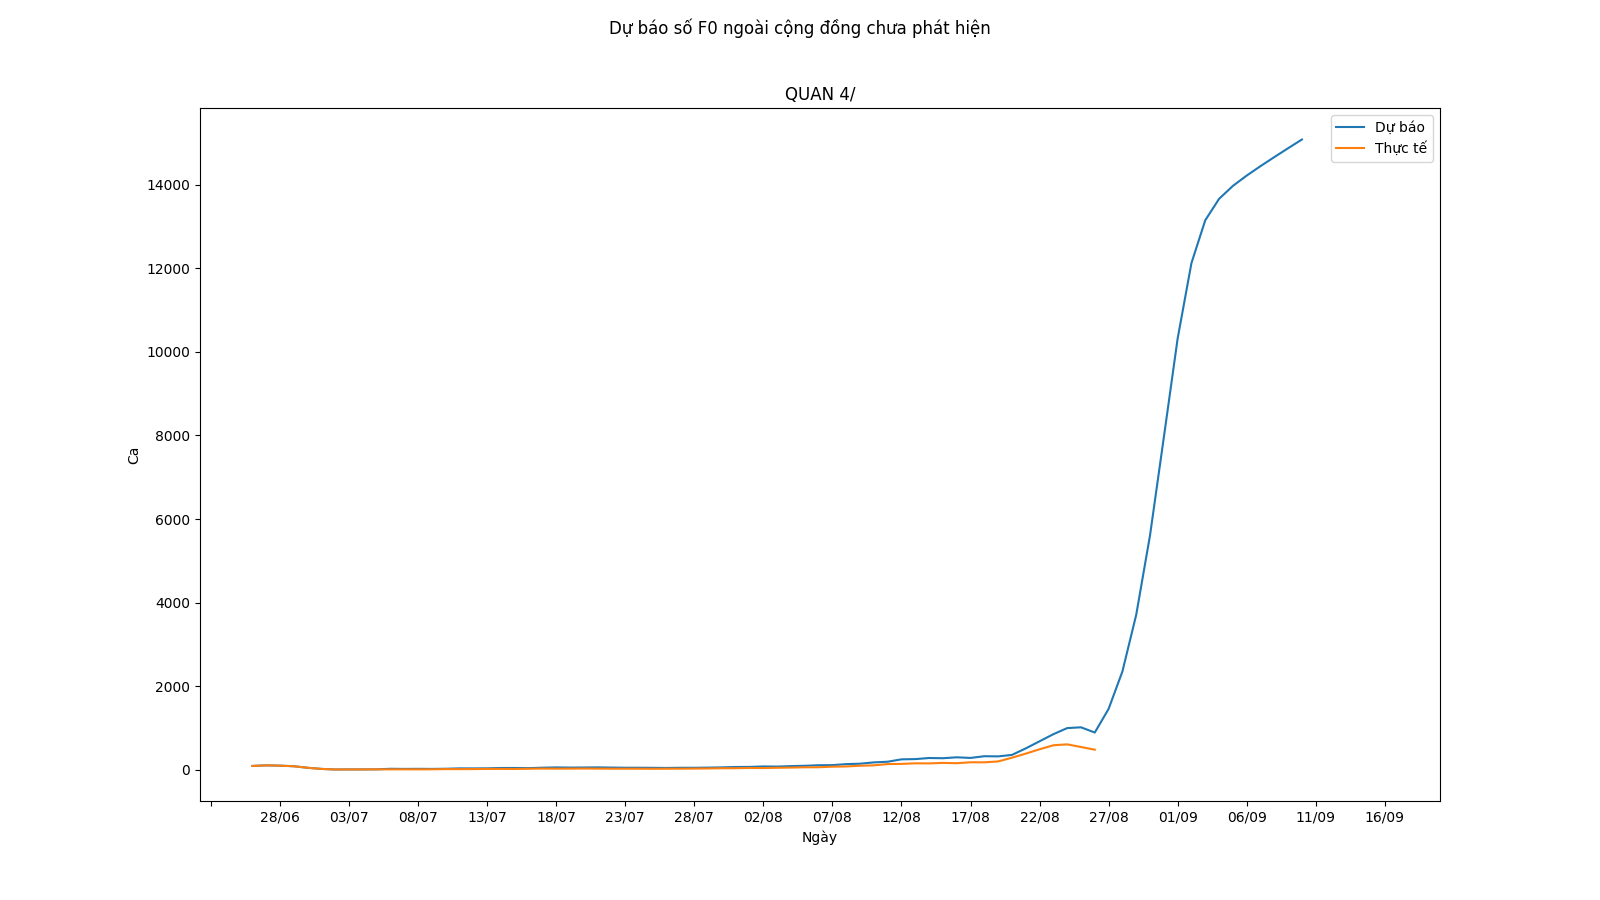 Dự báo số F0 ngoài cộng đồng chưa phát hiện
QUAN 4/
Dự báo
Thực tế
14000
12000
10000
8000
6000
4000
2000
0
Ca
28/06 03/07 08/07 13/07 18/07 23/07 28/07 02/08 07/08 12/08 17/08 22/08 27/08 01/09 06/09 11/09 16/09
Ngày